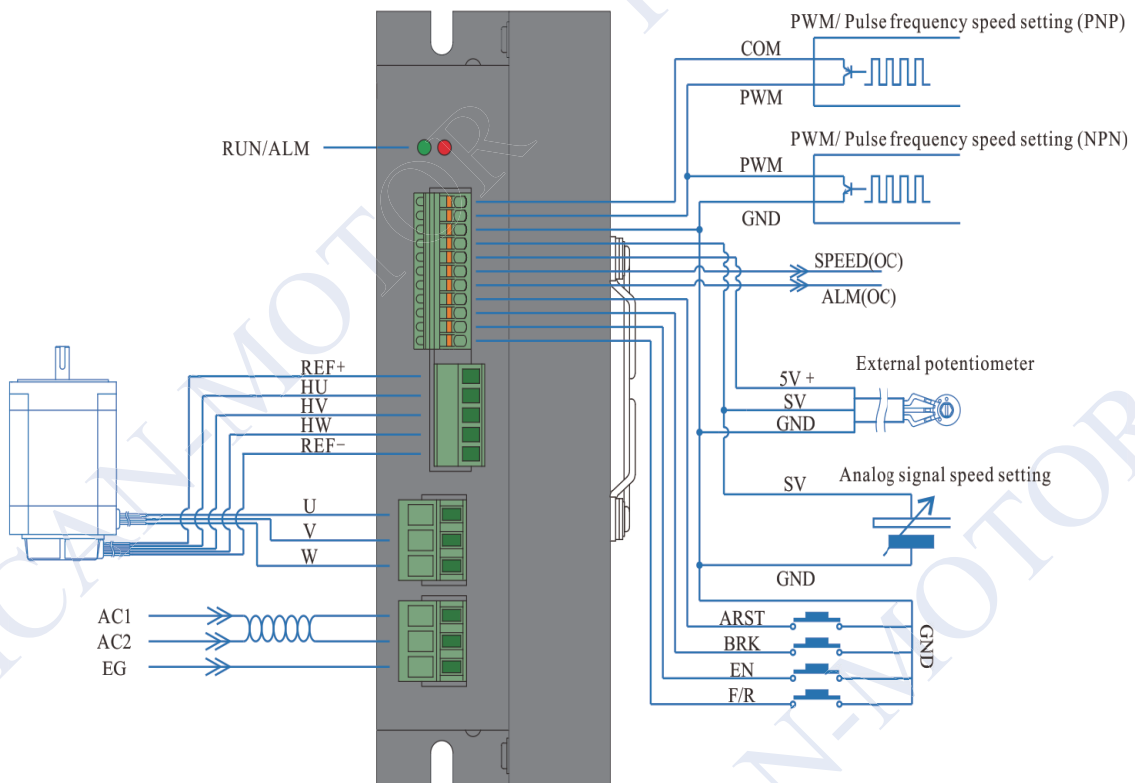 PWM/ Pulse frequency speed setting (PNP)
COM
PWM
RUN/ALM
PWM/ Pulse frequency speed setting (NPN)
PWM
GND
SPEED(OC)
ALM(OC)
External potentiometer
5V +
SV
GND
REF+
HU
HV
HW
REF−
Analog signal speed setting
SV
GND
U
V
W
AC1
AC2
EG
ARST
BRK
EN
F/R
GND
CAN-MOTOR